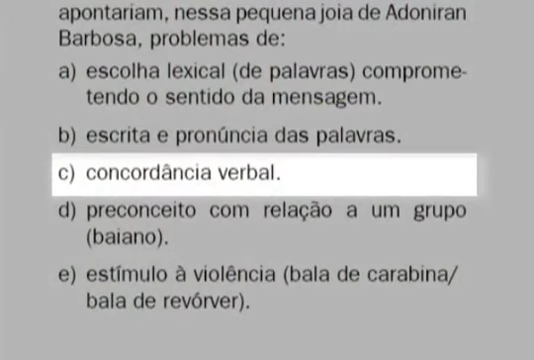 apontariam, nessa pequena joia de Adoniran
Barbosa, problemas de:
a) escolha lexical (de palavras) comprome-
tendo o sentido da mensagem.
b) escrita e pronúncia das palavras.
c) concordância verbal.
d) preconceito com relação a um grupo
(baiano).
e) estímulo à violência (bala de carabina/
bala de revórver).